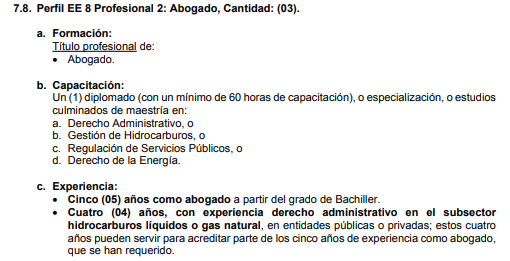 7.8. Perfil EE 8 Profesional 2: Abogado, Cantidad: (03).
a. Formación:
Título profesional de:
• Abogado.
b. Capacitación:
Un (1) diplomado (con un mínimo de 60 horas de capacitación), o especialización, o estudios
culminados de maestría en:
a. Derecho Administrativo, o
b. Gestión de Hidrocarburos, o
c. Regulación de Servicios Públicos, o
d. Derecho de la Energía.
c. Experiencia:
• Cinco (05) años como abogado a partir del grado de Bachiller.
• Cuatro (04) años, con experiencia derecho administrativo en el subsector
hidrocarburos líquidos o gas natural, en entidades públicas o privadas; estos cuatro
años pueden servir para acreditar parte de los cinco años de experiencia como abogado,
que se han requerido.